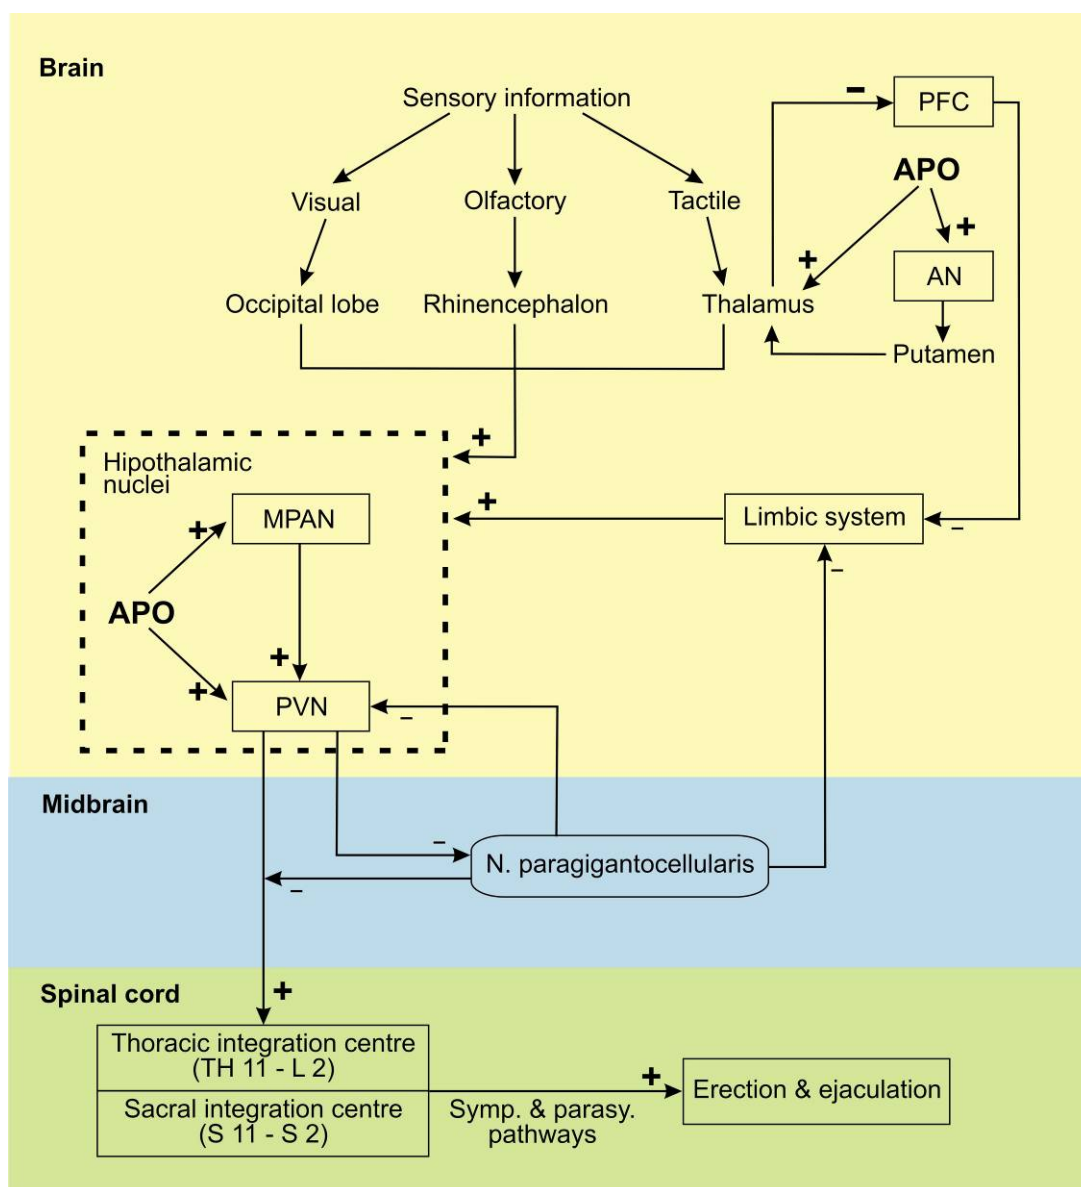 Brain
Sensory information
PFC
APO
Visual
Olfactory
Tactile
AN
Occipital lobe
Rhinencephalon
Thalamus
Putamen
Hipothalamic
nuclei
MPAN
Limbic system
APO
PVN
Midbrain
N. paragigantocellularis
Spinal cord
Thoracic integration centre
(TH 11 - L 2)
Sacral integration centre
(S 11 - S 2)
Symp. & parasy.
pathways
Erection & ejaculation